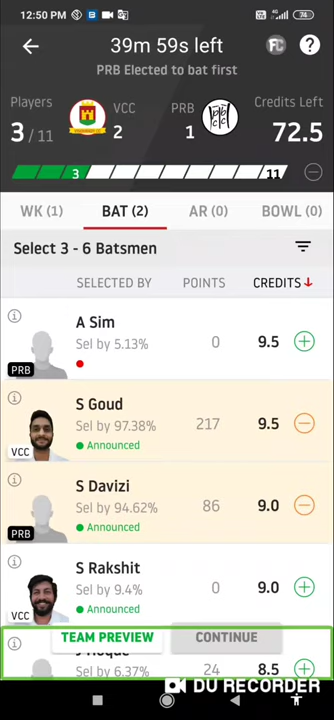 12:50 PM
74
39m 59s left
FC
?
PRB Elected to bat first
Players
VCC
PRB
Credits Left
3 / 11
2
1
72.5
3
11
WK (1)
BAT (2)
AR (0)
BOWL (0)
Select 3 - 6 Batsmen
SELECTED BY
POINTS
CREDITS
A Sim
Sel by 5.13%
0
9.5
PRB
S Goud
Sel by 97.38%
217
9.5
Announced
VCC
S Davizi
Sel by 94.62%
86
9.0
Announced
PRB
S Rakshit
Sel by 9.4%
0
9.0
Announced
VCC
TEAM PREVIEW
CONTINUE
Sel by 6.37%
24
8.5
DU RECORDER